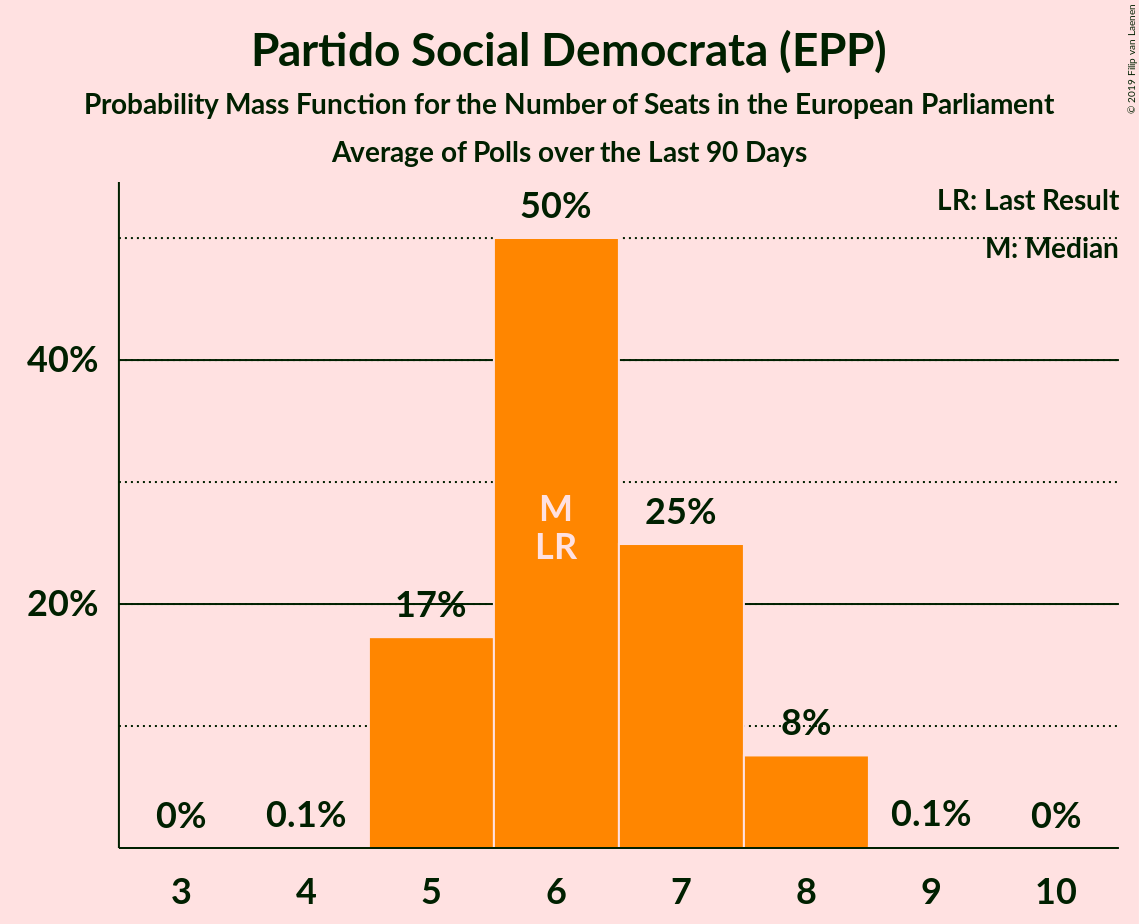 Partido Social Democrata (EPP)
Probability Mass Function for the Number of Seats in the European Parliament
Average of Polls over the Last 90 Days
© 2019 Filip van Laenen
LR: Last Result
M: Median
50%
40%
M
LR
25%
20%
17%
8%
0%
0.1%
0.1%
0%
3
4
5
6
7
8
9
10